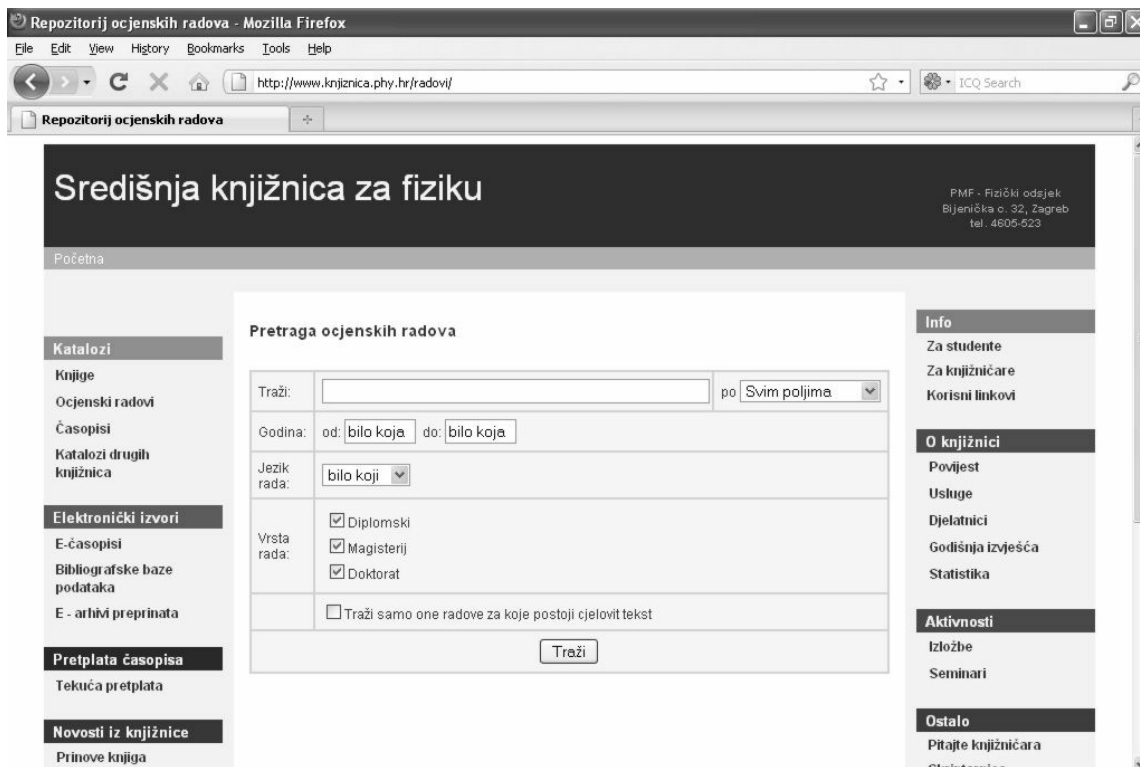 Repozitorij ocjenskih radova - Mozilla Firefox
File Edit View History Bookmarks Tools Help
http://www.knjiznica.phy.hr/radovi/
ICQ Search
Repozitorij ocjenskih radova
Središnja knjižnica za fiziku
PMF - Fizički odsjek
Bijenička c. 32, Zagreb
tel. 4605-523
Početna
Katalozi
Knjige
Ocjenski radovi
Časopisi
Katalozi drugih
knjižnica
Elektronički izvori
E-časopisi
Bibliografske baze
podataka
E - arhivi preprinata
Pretplata časopisa
Tekuća pretplata
Novosti iz knjižnice
Prinove knjiga
Pretraga ocjenskih radova
Traži: po Svim poljima
Godina: od: bilo koja do: bilo koja
Jezik
rada:
bilo koji
Vrsta
rada:
Diplomski
Magisterij
Doktorat
Traži samo one radove za koje postoji cjelovit tekst
Traži
Info
Za studente
Za knjižničare
Korisni linkovi
O knjižnici
Povijest
Usluge
Djelatnici
Godišnja izvješća
Statistika
Aktivnosti
Izložbe
Seminari
Ostalo
Pitajte knjižničara